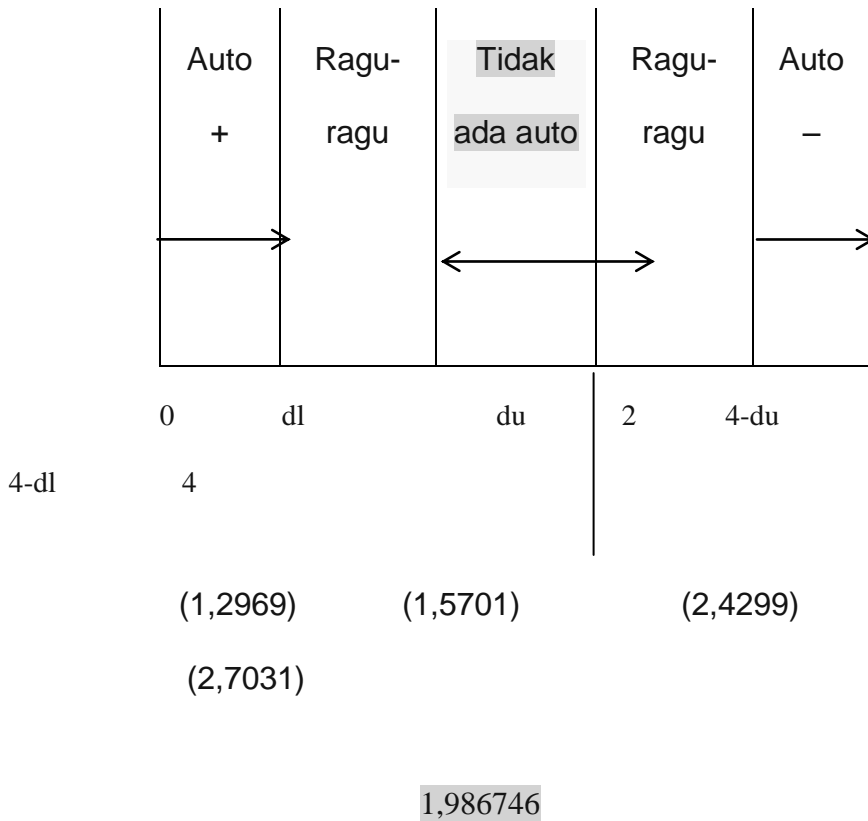 Auto Ragu- Tidak Ragu- Auto
+ ragu ada auto ragu –
0 dl du 2 4-du
4-dl 4
(1,2969) (1,5701) (2,4299)
(2,7031)
1,986746